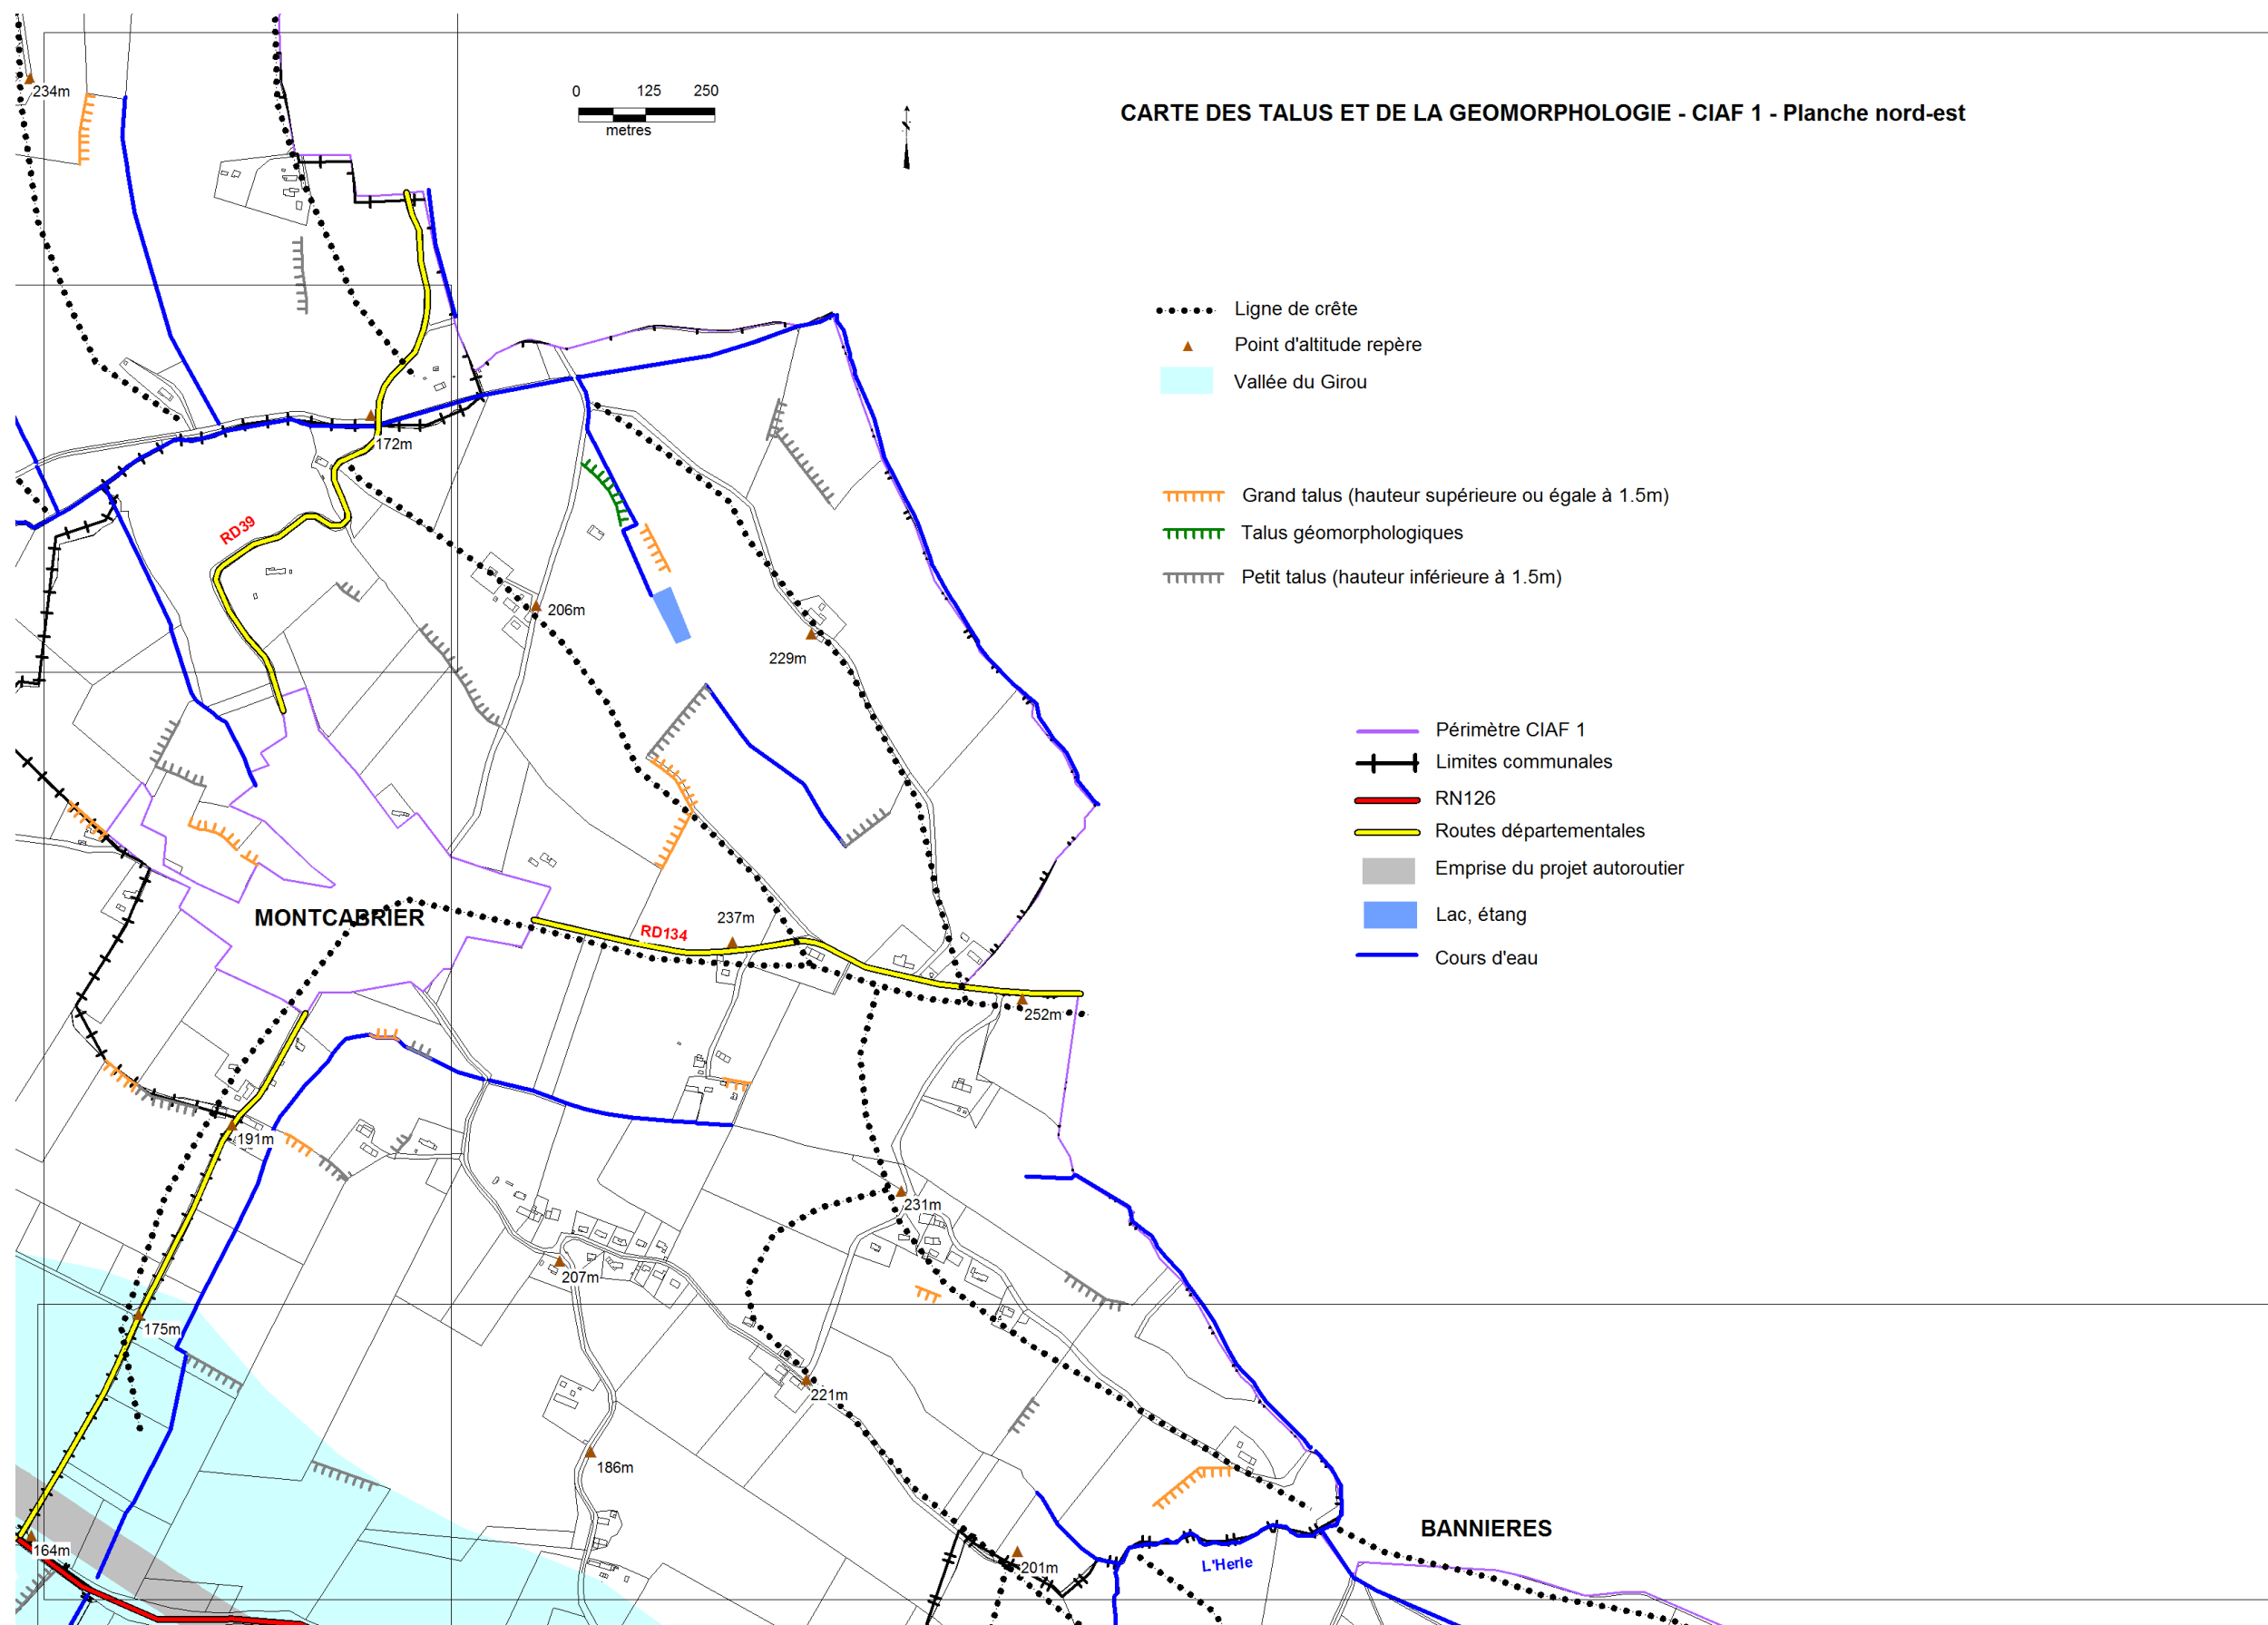 CARTE DES TALUS ET DE LA GEOMORPHOLOGIE - CIAF 1 - Planche nord-est
0 125 250
metres
N
234m
Ligne de crête
Point d'altitude repère
Vallée du Girou
172m
Grand talus (hauteur supérieure ou égale à 1.5m)
Talus géomorphologiques
Petit talus (hauteur inférieure à 1.5m)
RD39
206m
229m
Périmètre CIAF 1
Limites communales
RN126
Routes départementales
Emprise du projet autoroutier
Lac, étang
Cours d'eau
MONTCABRIER
237m
RD134
252m
191m
231m
207m
175m
221m
186m
164m
201m
L'Herle
BANNIERES